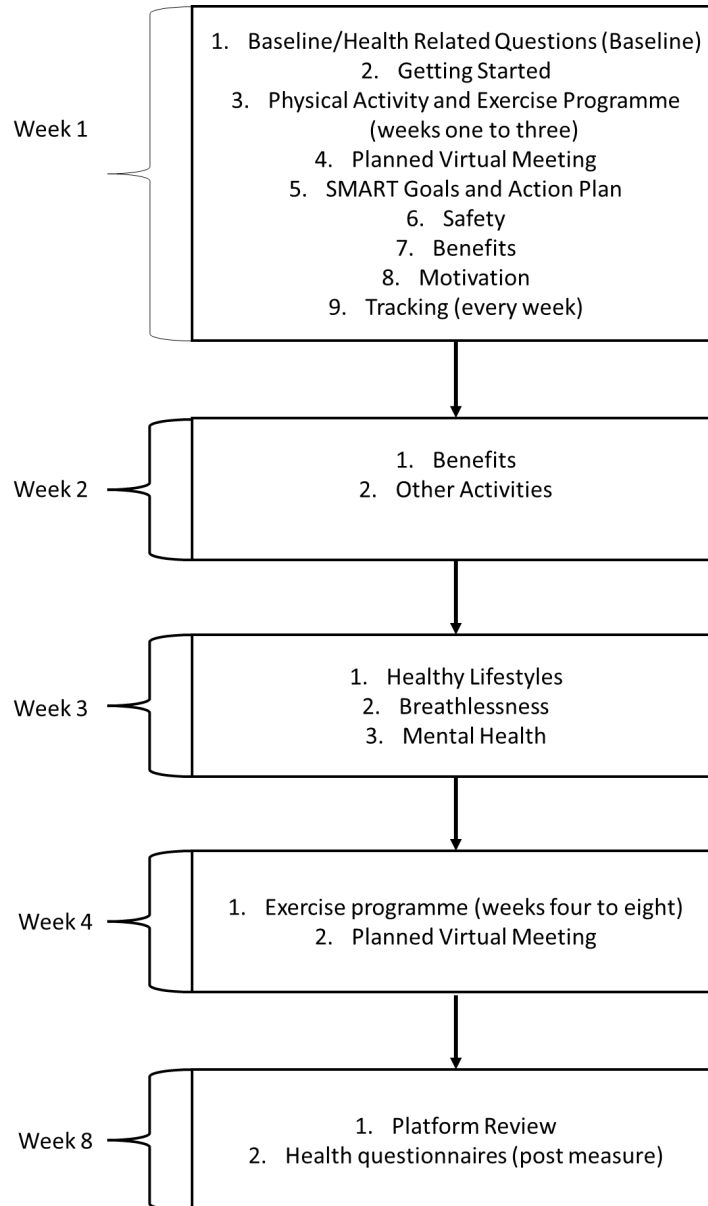 Week 1
1. Baseline/Health Related Questions (Baseline)
2. Getting Started
3. Physical Activity and Exercise Programme
(weeks one to three)
4. Planned Virtual Meeting
5. SMART Goals and Action Plan
6. Safety
7. Benefits
8. Motivation
9. Tracking (every week)
Week 2
1. Benefits
2. Other Activities
Week 3
1. Healthy Lifestyles
2. Breathlessness
3. Mental Health
Week 4
1. Exercise programme (weeks four to eight)
2. Planned Virtual Meeting
Week 8
1. Platform Review
2. Health questionnaires (post measure)